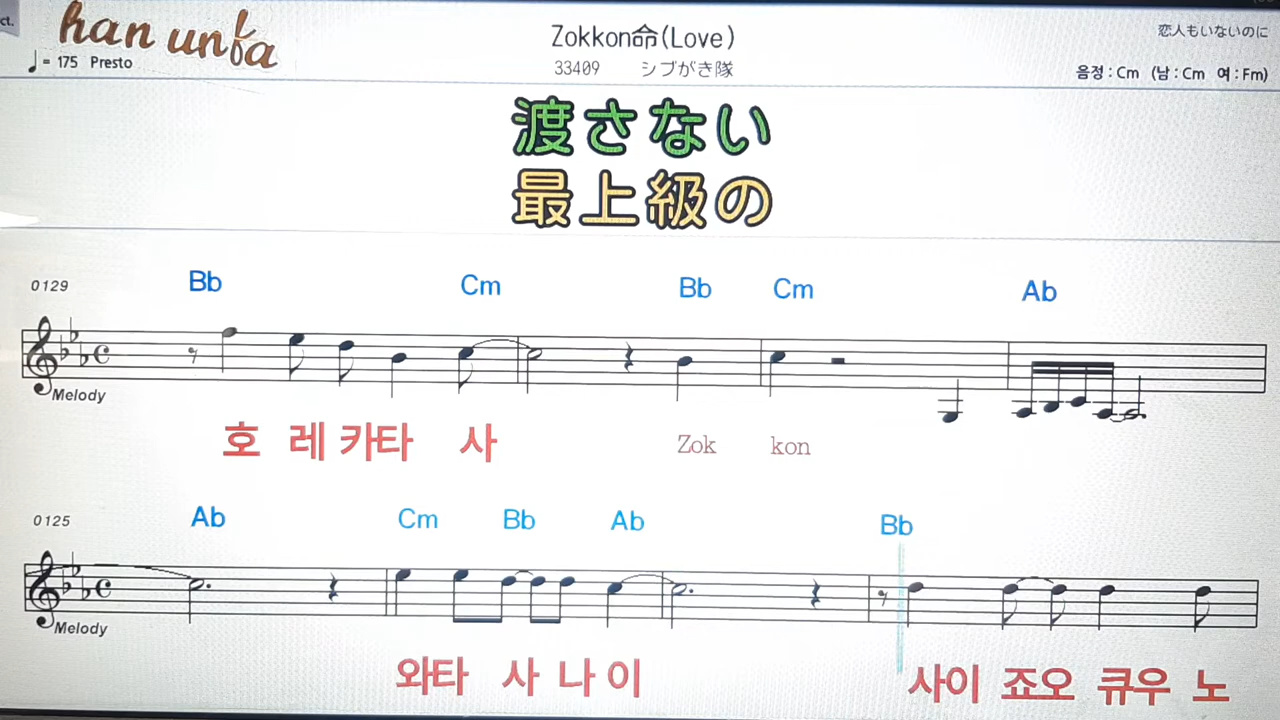 ct.
han unfa
♩= 175 Presto
Zokkon命(Love)
33409 シブがき隊
恋人もいないのに
음정 : Cm (남 : Cm 여 : Fm)
渡さない
最上級の
0129 Bb Cm Bb Cm Ab
Melody
호 레 카타 사 Zok kon
0125 Ab Cm Bb Ab Bb
Melody
와타 사 나 이 사이 죠오 큐우 노